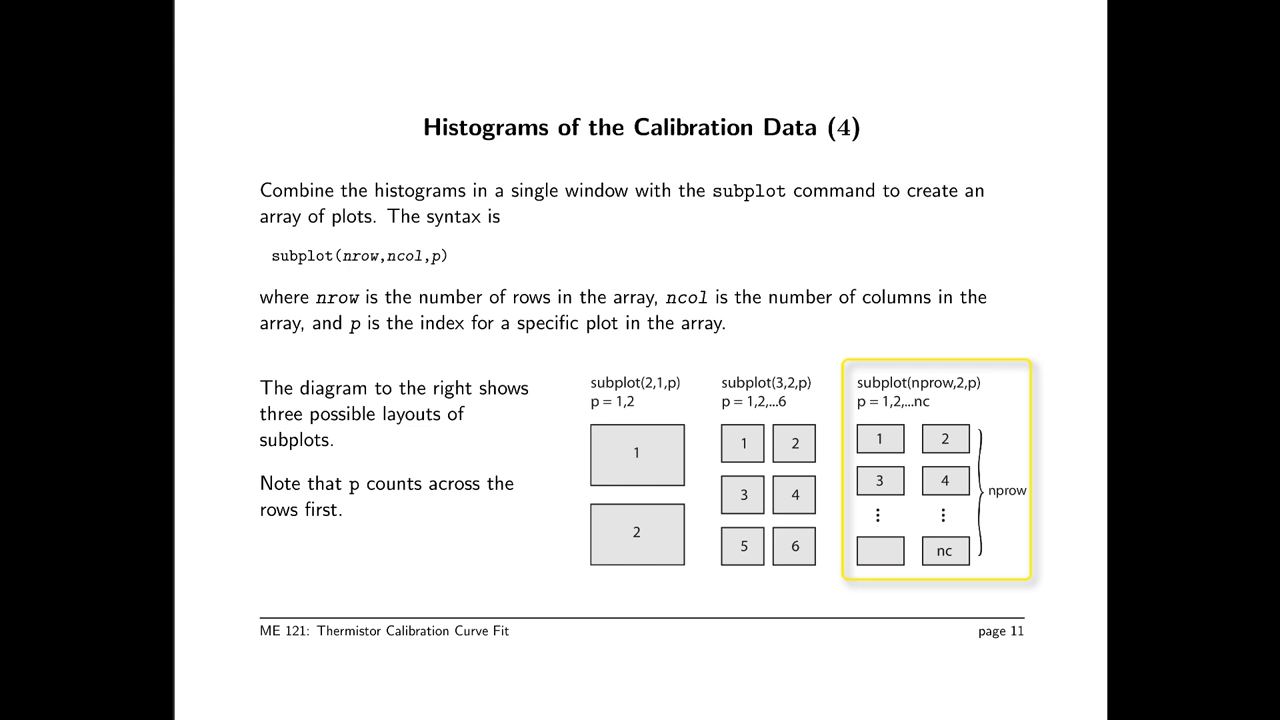 Histograms of the Calibration Data (4)
Combine the histograms in a single window with the subplot command to create an
array of plots. The syntax is
subplot(nrow,ncol,p)
where nrow is the number of rows in the array, ncol is the number of columns in the
array, and p is the index for a specific plot in the array.
The diagram to the right shows
three possible layouts of
subplots.
Note that p counts across the
rows first.
subplot(2,1,p)
p = 1,2
1
2
subplot(3,2,p)
p = 1,2,...6
1 2
3 4
5 6
subplot(nprow,2,p)
p = 1,2,...nc
1 2
3 4
⋮ ⋮
nc
nprow
ME 121: Thermistor Calibration Curve Fit
page 11